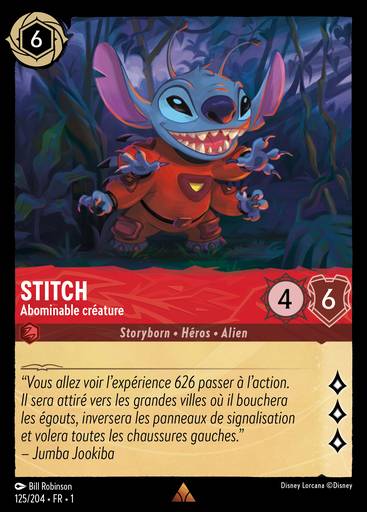 6
STITCH
Abominable créature
4
6
Storyborn • Héros • Alien
“Vous allez voir l’expérience 626 passer à l’action.
Il sera attiré vers les grandes villes où il bouchera
les égouts, inversera les panneaux de signalisation
et volera toutes les chaussures gauches.”
– Jumba Jookiba
Bill Robinson
Disney Lorcana ©Disney
125/204 • FR • 1